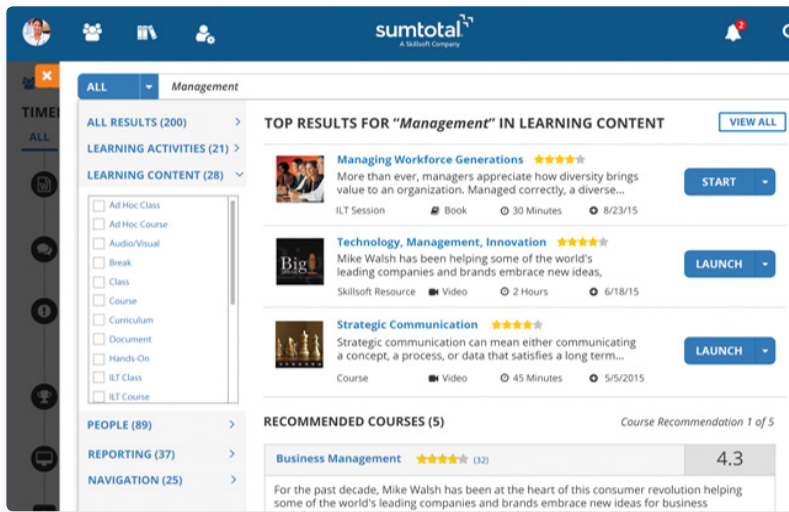 sumtotal
A Skillsoft Company
2
ALL
Management
TIME
ALL
ALL RESULTS (200)
LEARNING ACTIVITIES (21)
LEARNING CONTENT (28)
Ad Hoc Class
Ad Hoc Course
Audio/Visual
Break
Class
Course
Curriculum
Document
Hands-On
ILT Class
ILT Course
PEOPLE (89)
REPORTING (37)
NAVIGATION (25)
TOP RESULTS FOR “Management” IN LEARNING CONTENT
VIEW ALL
Managing Workforce Generations
More than ever, managers appreciate how diversity brings
value to an organization. Managed correctly, a diverse...
ILT Session Book 30 Minutes 8/23/15
START
Big
Technology, Management, Innovation
Mike Walsh has been helping some of the world's
leading companies and brands embrace new ideas,
Skillsoft Resource Video 2 Hours 6/18/15
LAUNCH
Strategic Communication
Strategic communication can mean either communicating
a concept, a process, or data that satisfies a long term...
Course Video 45 Minutes 5/5/2015
LAUNCH
RECOMMENDED COURSES (5)
Course Recommendation 1 of 5
Business Management (32)
4.3
For the past decade, Mike Walsh has been at the heart of this consumer revolution helping
some of the world's leading companies and brands embrace new ideas for business